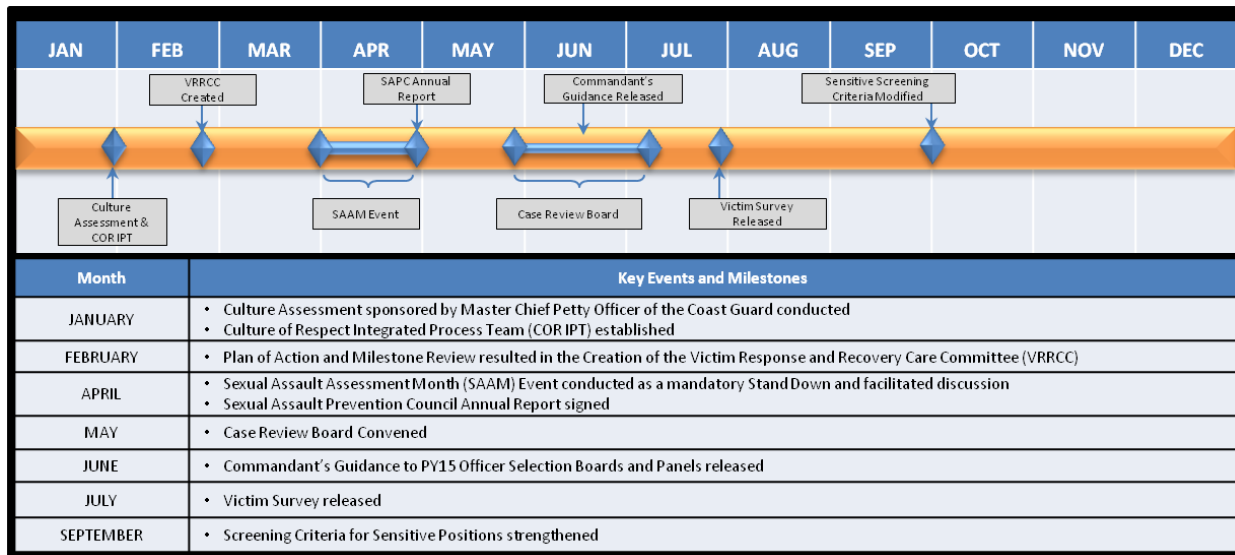 JAN FEB MAR APR MAY JUN JUL AUG SEP OCT NOV DEC
VRRCC
Created
SAPC Annual
Report
Commandant's
Guidance Released
Sensitive Screening
Criteria Modified
Culture
Assessment &
COR IPT
SAAM Event
Case Review Board
Victim Survey
Released
Month Key Events and Milestones
JANUARY
• Culture Assessment sponsored by Master Chief Petty Officer of the Coast Guard conducted
• Culture of Respect Integrated Process Team (COR IPT) established
FEBRUARY • Plan of Action and Milestone Review resulted in the Creation of the Victim Response and Recovery Care Committee (VRRCC)
APRIL
• Sexual Assault Assessment Month (SAAM) Event conducted as a mandatory Stand Down and facilitated discussion
• Sexual Assault Prevention Council Annual Report signed
MAY • Case Review Board Convened
JUNE • Commandant's Guidance to PY15 Officer Selection Boards and Panels released
JULY • Victim Survey released
SEPTEMBER • Screening Criteria for Sensitive Positions strengthened